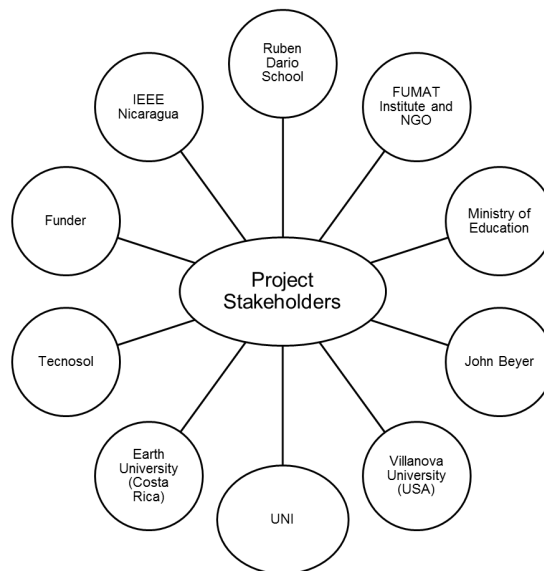 Ruben
Dario
School
IEEE
Nicaragua
FUMAT
Institute and
NGO
Funder
Ministry of
Education
Project
Stakeholders
Tecnosol
John Beyer
Earth
University
(Costa
Rica)
Villanova
University
(USA)
UNI